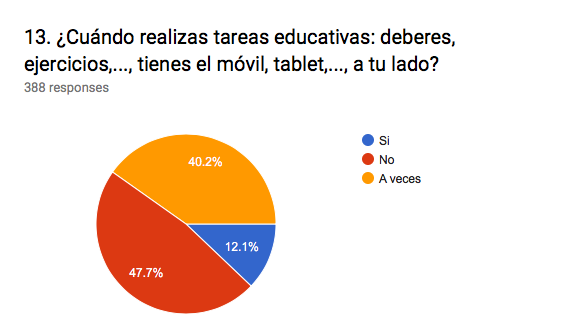 13. ¿Cuándo realizas tareas educativas: deberes,
ejercicios,..., tienes el móvil, tablet,..., a tu lado?
388 responses
Si
No
A veces
40.2%
12.1%
47.7%